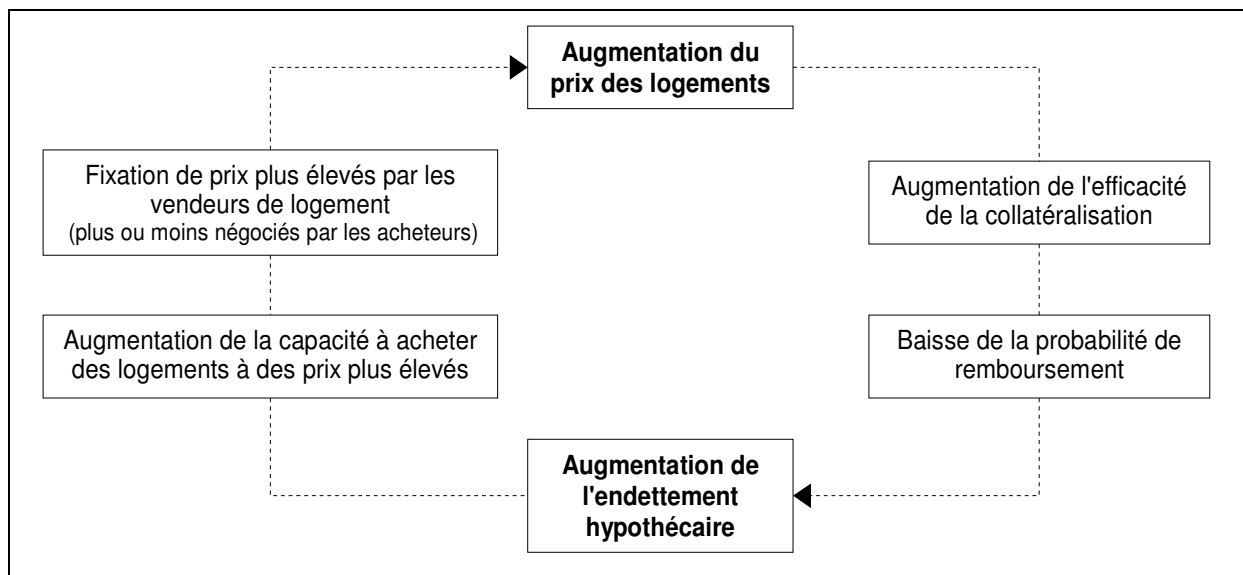 Augmentation du
prix des logements
Fixation de prix plus élevés par les
vendeurs de logement
(plus ou moins négociés par les acheteurs)
Augmentation de l'efficacité
de la collatéralisation
Augmentation de la capacité à acheter
des logements à des prix plus élevés
Baisse de la probabilité de
remboursement
Augmentation de
l'endettement
hypothécaire